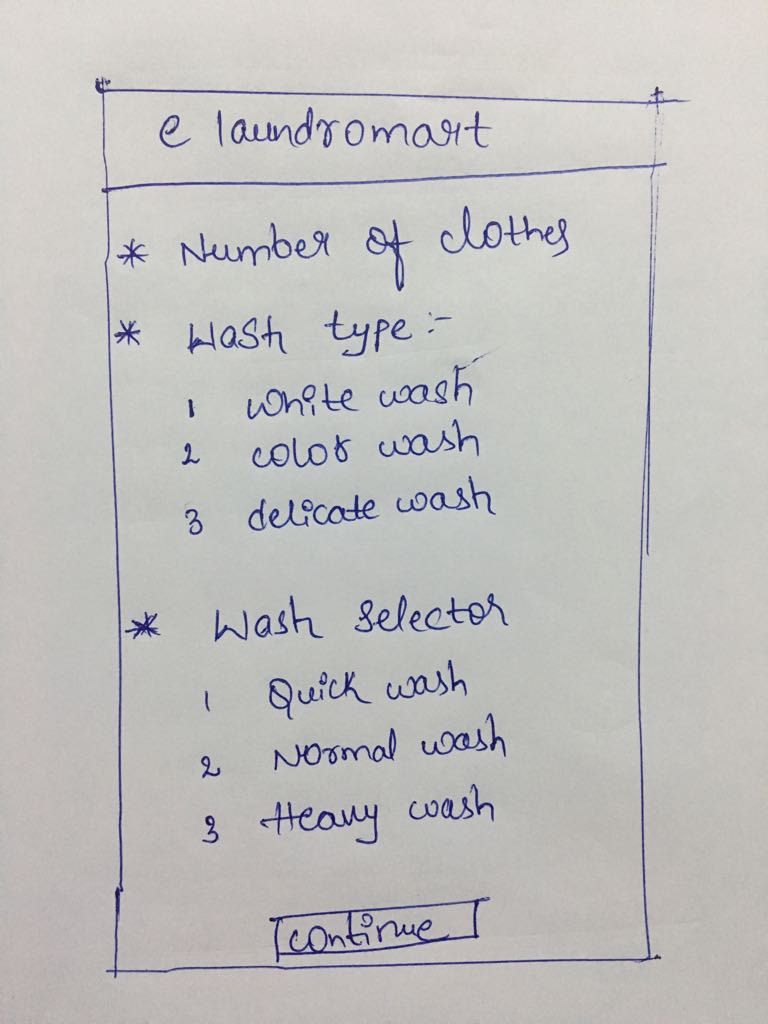 e laundromart
* Number of clothes
* Wash type :-
1 white wash
2 color wash
3 delicate wash
* Wash selector
1 Quick wash
2 Normal wash
3 Heavy wash
continue